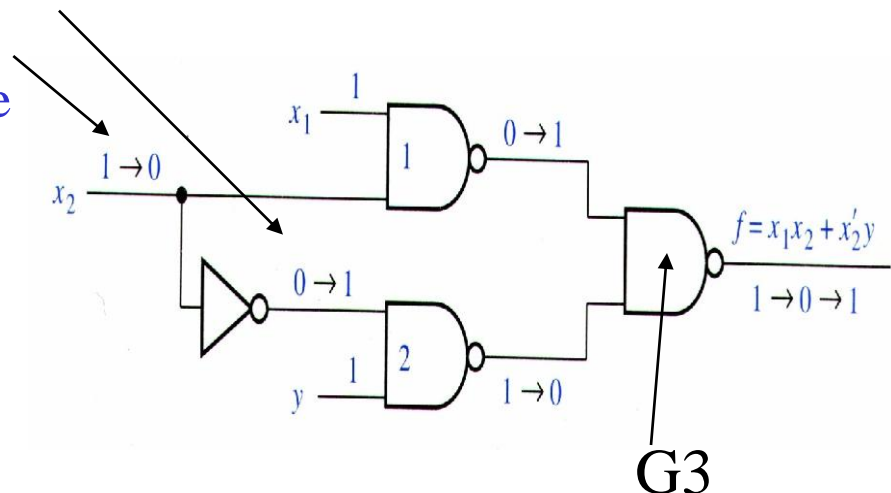 e
1
x₁
0 → 1
1
1 → 0
x₂
f = x₁x₂ + x₂′y
0 → 1
1 → 0 → 1
2
1
y
1 → 0
G3